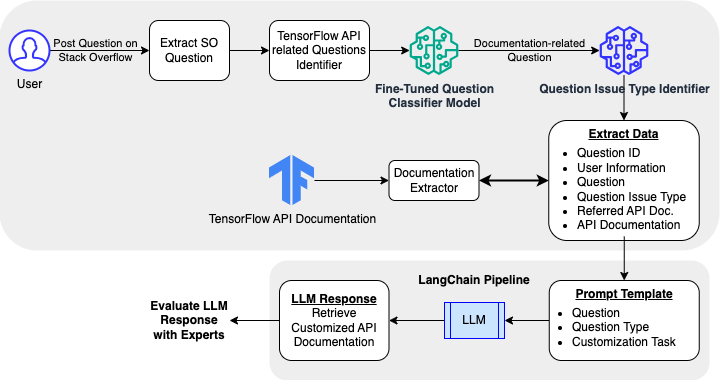 Post Question on
Stack Overflow
User
Extract SO
Question
TensorFlow API
related Questions
Identifier
Fine-Tuned Question
Classifier Model
Documentation-related
Question
Question Issue Type Identifier
Extract Data
• Question ID
• User Information
• Question
• Question Issue Type
• Referred API Doc.
• API Documentation
TensorFlow API Documentation
Documentation
Extractor
LangChain Pipeline
Prompt Template
• Question
• Question Type
• Customization Task
LLM
LLM Response
Retrieve
Customized API
Documentation
Evaluate LLM
Response
with Experts